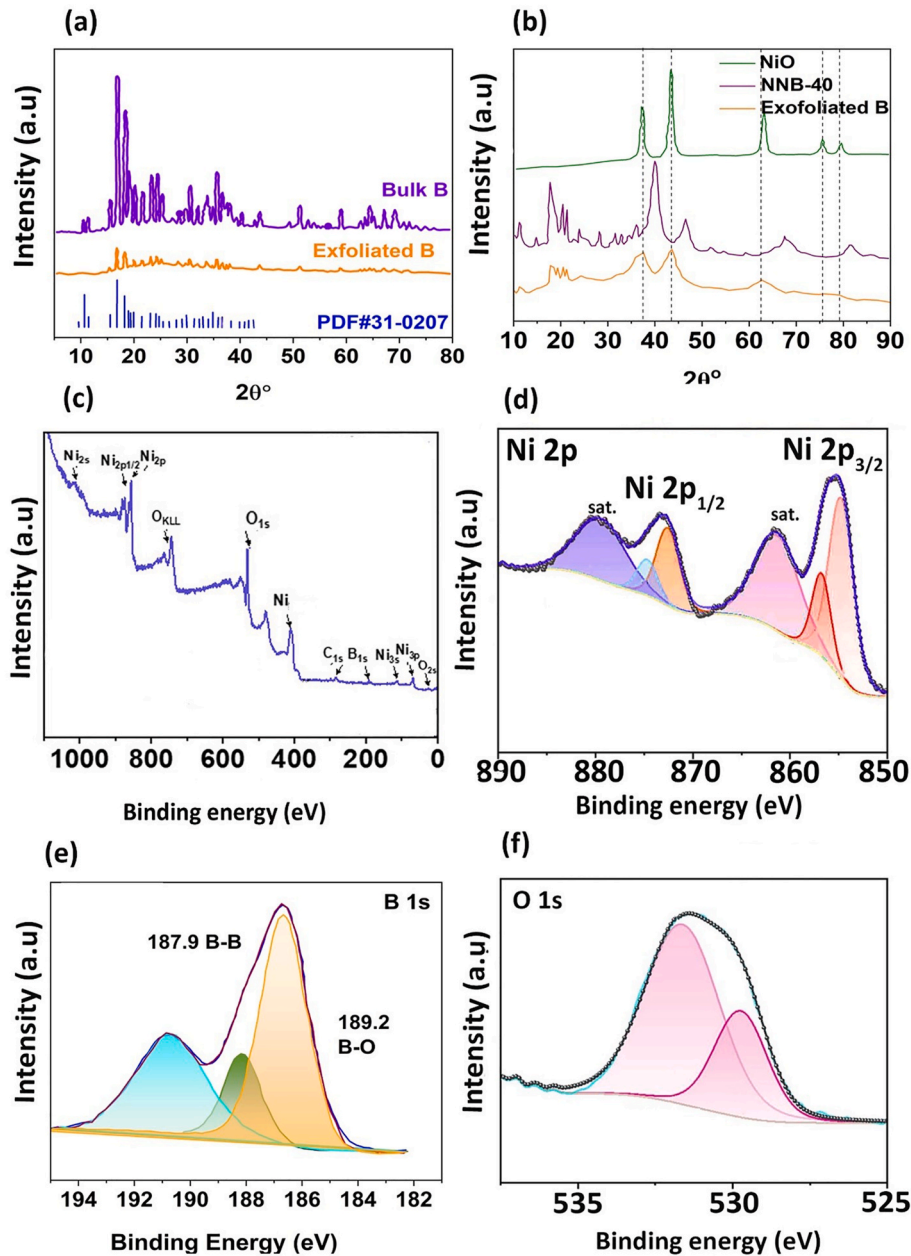 (a)
Intensity (a.u)
Bulk B
Exfoliated B
PDF#31-0207
10 20 30 40 50 60 70 80
2θ°
(b)
Intensity (a.u)
NiO
NNB-40
Exofoliated B
10 20 30 40 50 60 70 80 90
2θ°
(c)
Intensity (a.u)
Ni2s
Ni2p1/2
Ni2p
OKLL
O1s
Ni
C1s
B1s
Ni3s
Ni3p
O2s
1000 800 600 400 200 0
Binding energy (eV)
(d)
Intensity (a.u)
Ni 2p
Ni 2p3/2
Ni 2p1/2
sat.
sat.
890 880 870 860 850
Binding energy (eV)
(e)
Intensity (a.u)
B 1s
187.9 B-B
189.2
B-O
194 192 190 188 186 184 182
Binding Energy (eV)
(f)
Intensity (a.u)
O 1s
535 530 525
Binding energy (eV)